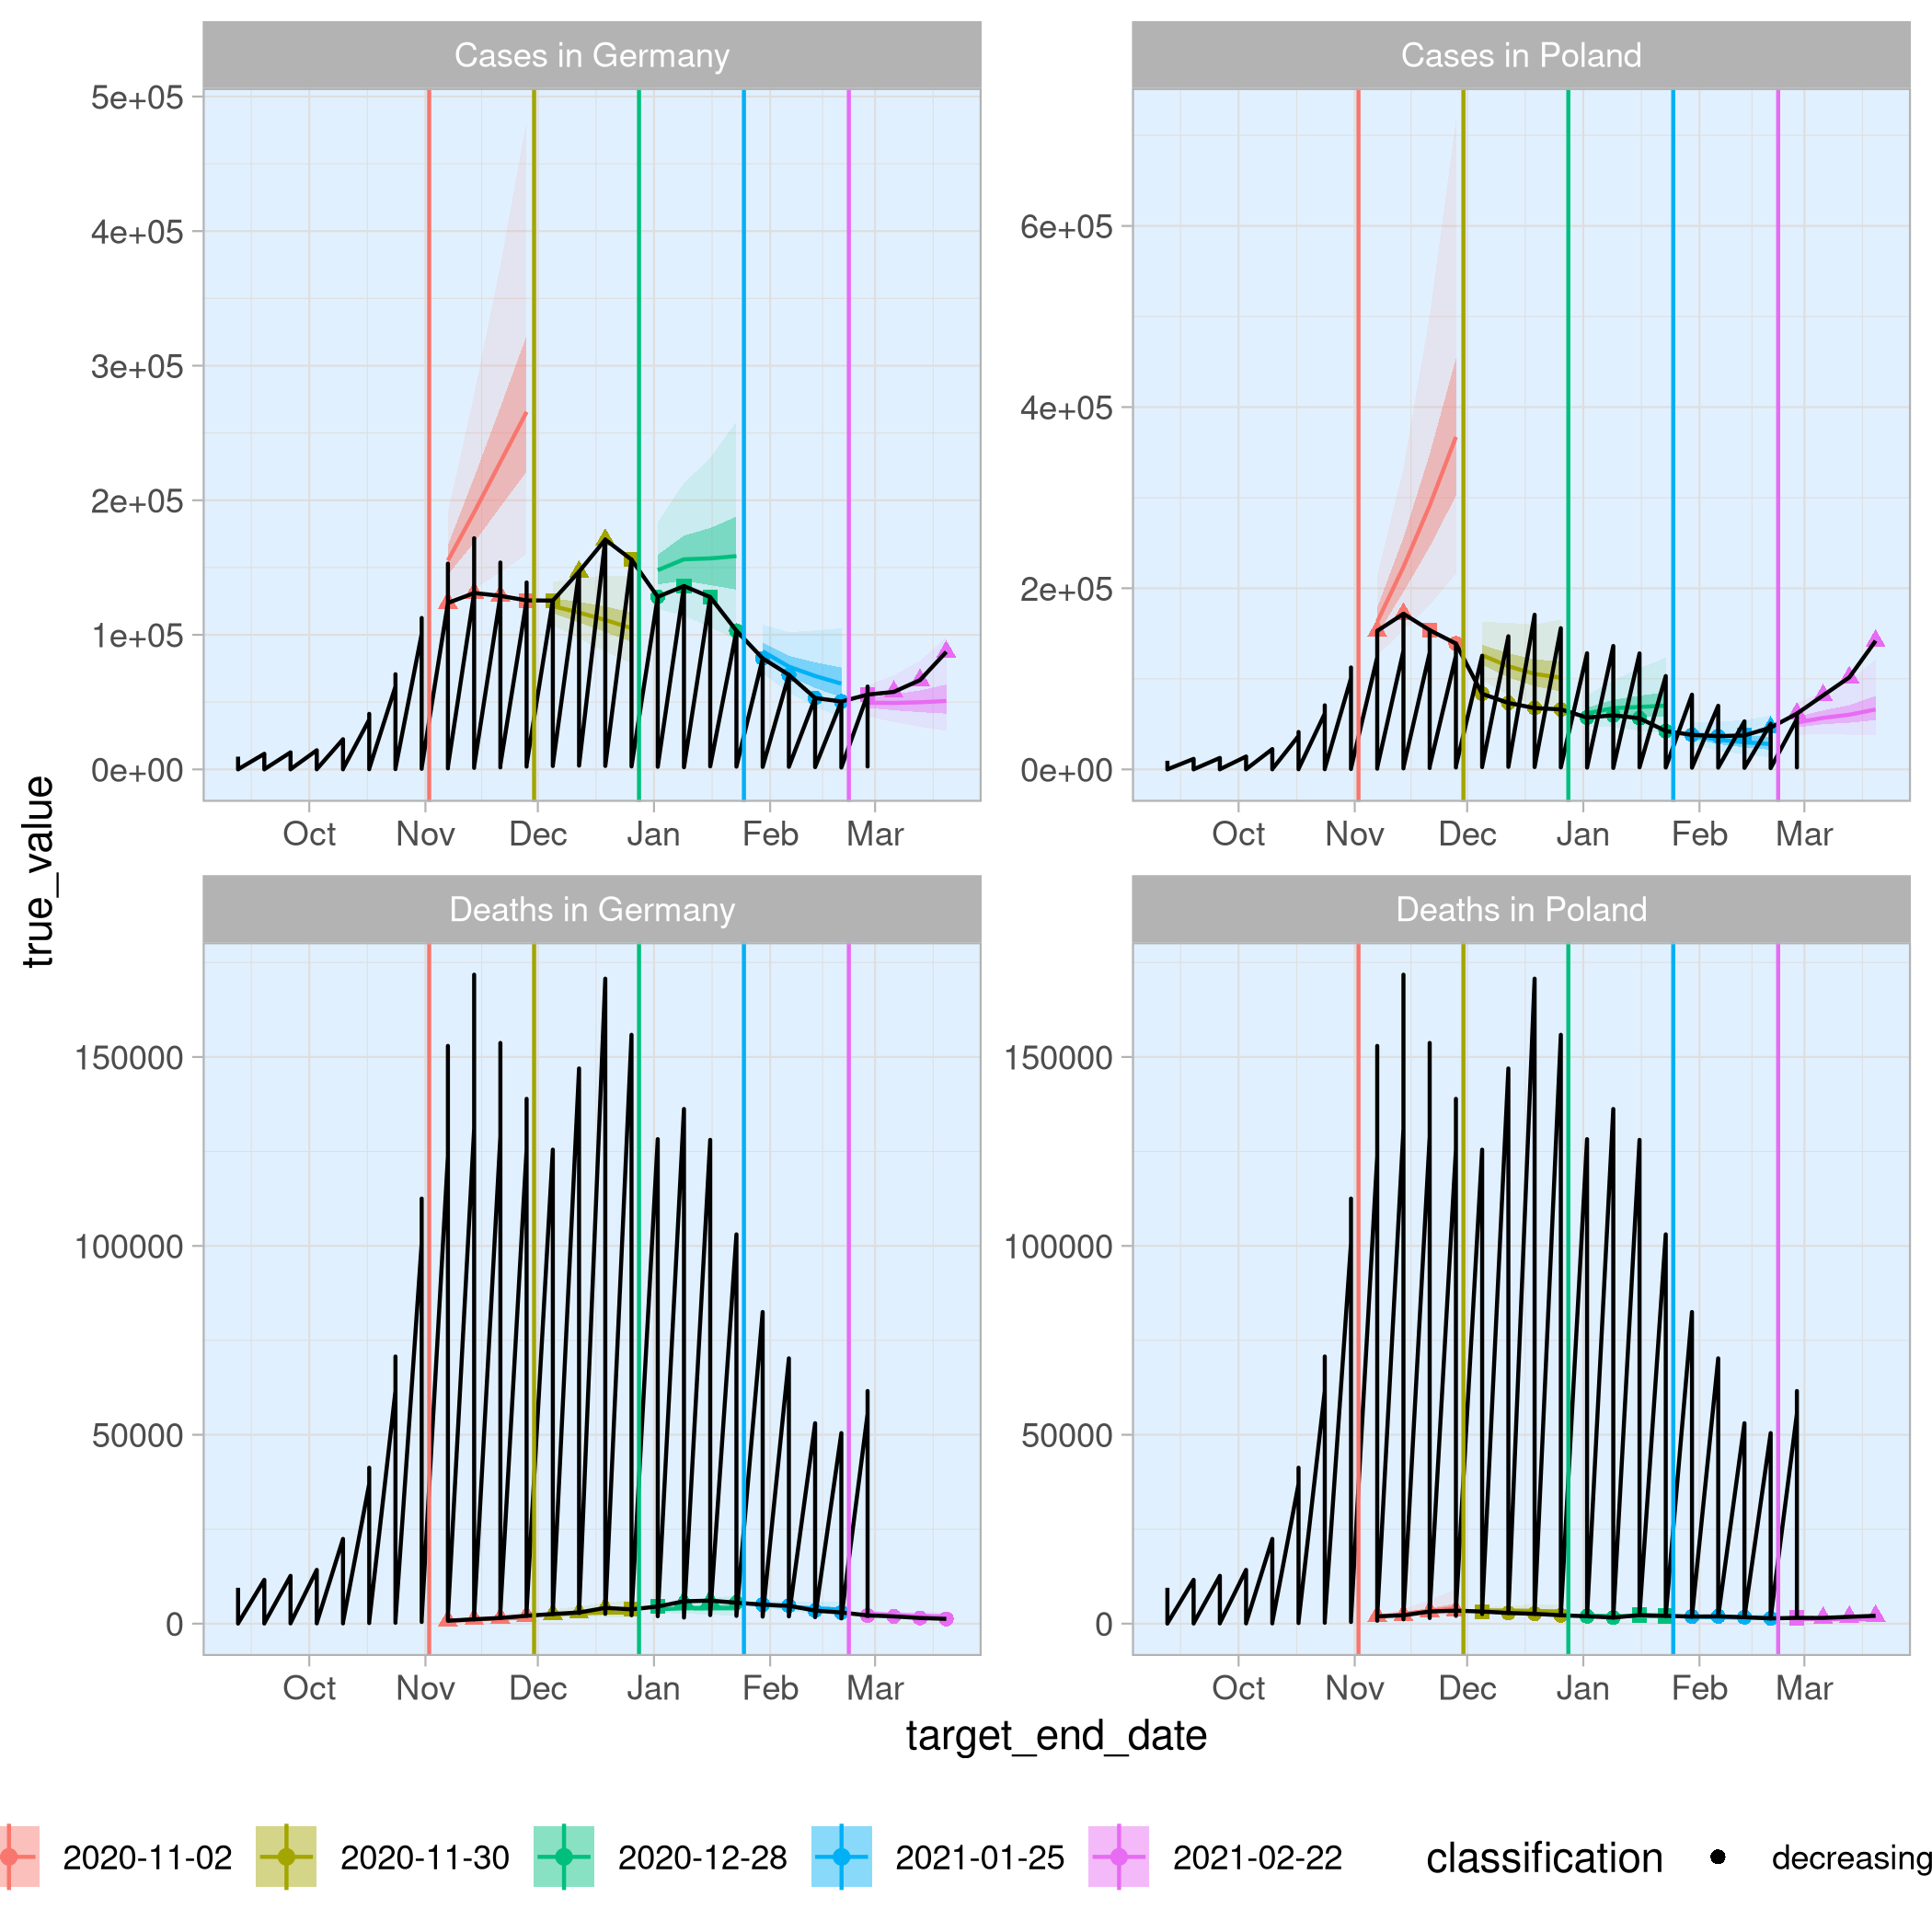 Cases in Germany
Cases in Poland
5e+05
4e+05
3e+05
2e+05
1e+05
0e+00
6e+05
4e+05
2e+05
0e+00
Oct Nov Dec Jan Feb Mar
Oct Nov Dec Jan Feb Mar
true_value
Deaths in Germany
Deaths in Poland
150000
100000
50000
0
150000
100000
50000
0
Oct Nov Dec Jan Feb Mar
Oct Nov Dec Jan Feb Mar
target_end_date
2020-11-02 2020-11-30 2020-12-28 2021-01-25 2021-02-22 classification decreasing